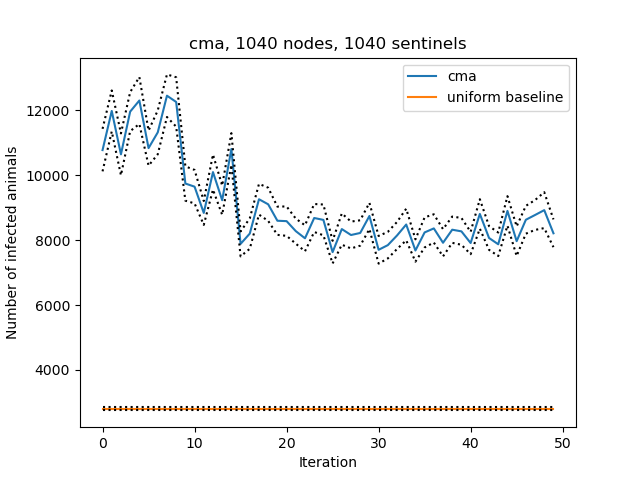 cma, 1040 nodes, 1040 sentinels
cma
uniform baseline
12000
10000
8000
6000
4000
Number of infected animals
0 10 20 30 40 50
Iteration